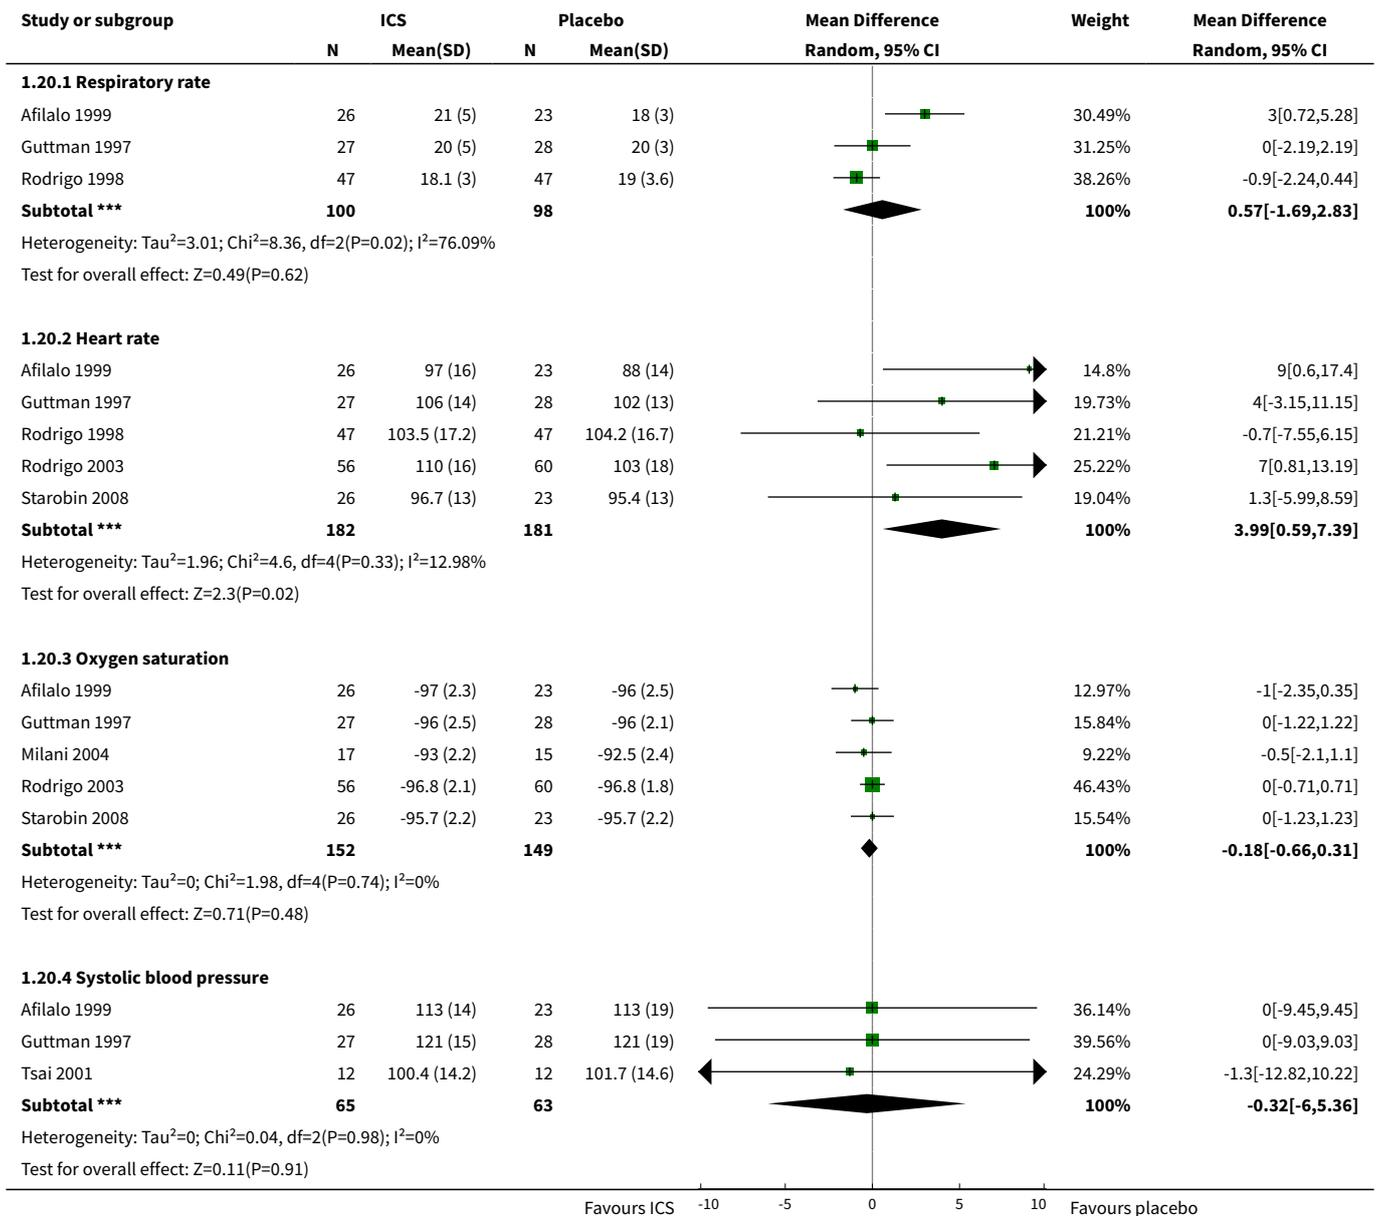 Study or subgroup ICS Placebo Mean Difference Weight Mean Difference
N Mean(SD) N Mean(SD) Random, 95% CI Random, 95% CI
1.20.1 Respiratory rate
Afilalo 1999 26 21 (5) 23 18 (3) 30.49% 3[0.72,5.28]
Guttman 1997 27 20 (5) 28 20 (3) 31.25% 0[-2.19,2.19]
Rodrigo 1998 47 18.1 (3) 47 19 (3.6) 38.26% -0.9[-2.24,0.44]
Subtotal *** 100 98 100% 0.57[-1.69,2.83]
Heterogeneity: Tau²=3.01; Chi²=8.36, df=2(P=0.02); I²=76.09%
Test for overall effect: Z=0.49(P=0.62)
1.20.2 Heart rate
Afilalo 1999 26 97 (16) 23 88 (14) 14.8% 9[0.6,17.4]
Guttman 1997 27 106 (14) 28 102 (13) 19.73% 4[-3.15,11.15]
Rodrigo 1998 47 103.5 (17.2) 47 104.2 (16.7) 21.21% -0.7[-7.55,6.15]
Rodrigo 2003 56 110 (16) 60 103 (18) 25.22% 7[0.81,13.19]
Starobin 2008 26 96.7 (13) 23 95.4 (13) 19.04% 1.3[-5.99,8.59]
Subtotal *** 182 181 100% 3.99[0.59,7.39]
Heterogeneity: Tau²=1.96; Chi²=4.6, df=4(P=0.33); I²=12.98%
Test for overall effect: Z=2.3(P=0.02)
1.20.3 Oxygen saturation
Afilalo 1999 26 -97 (2.3) 23 -96 (2.5) 12.97% -1[-2.35,0.35]
Guttman 1997 27 -96 (2.5) 28 -96 (2.1) 15.84% 0[-1.22,1.22]
Milani 2004 17 -93 (2.2) 15 -92.5 (2.4) 9.22% -0.5[-2.1,1.1]
Rodrigo 2003 56 -96.8 (2.1) 60 -96.8 (1.8) 46.43% 0[-0.71,0.71]
Starobin 2008 26 -95.7 (2.2) 23 -95.7 (2.2) 15.54% 0[-1.23,1.23]
Subtotal *** 152 149 100% -0.18[-0.66,0.31]
Heterogeneity: Tau²=0; Chi²=1.98, df=4(P=0.74); I²=0%
Test for overall effect: Z=0.71(P=0.48)
1.20.4 Systolic blood pressure
Afilalo 1999 26 113 (14) 23 113 (19) 36.14% 0[-9.45,9.45]
Guttman 1997 27 121 (15) 28 121 (19) 39.56% 0[-9.03,9.03]
Tsai 2001 12 100.4 (14.2) 12 101.7 (14.6) 24.29% -1.3[-12.82,10.22]
Subtotal *** 65 63 100% -0.32[-6,5.36]
Heterogeneity: Tau²=0; Chi²=0.04, df=2(P=0.98); I²=0%
Test for overall effect: Z=0.11(P=0.91)
Favours ICS -10 -5 0 5 10 Favours placebo